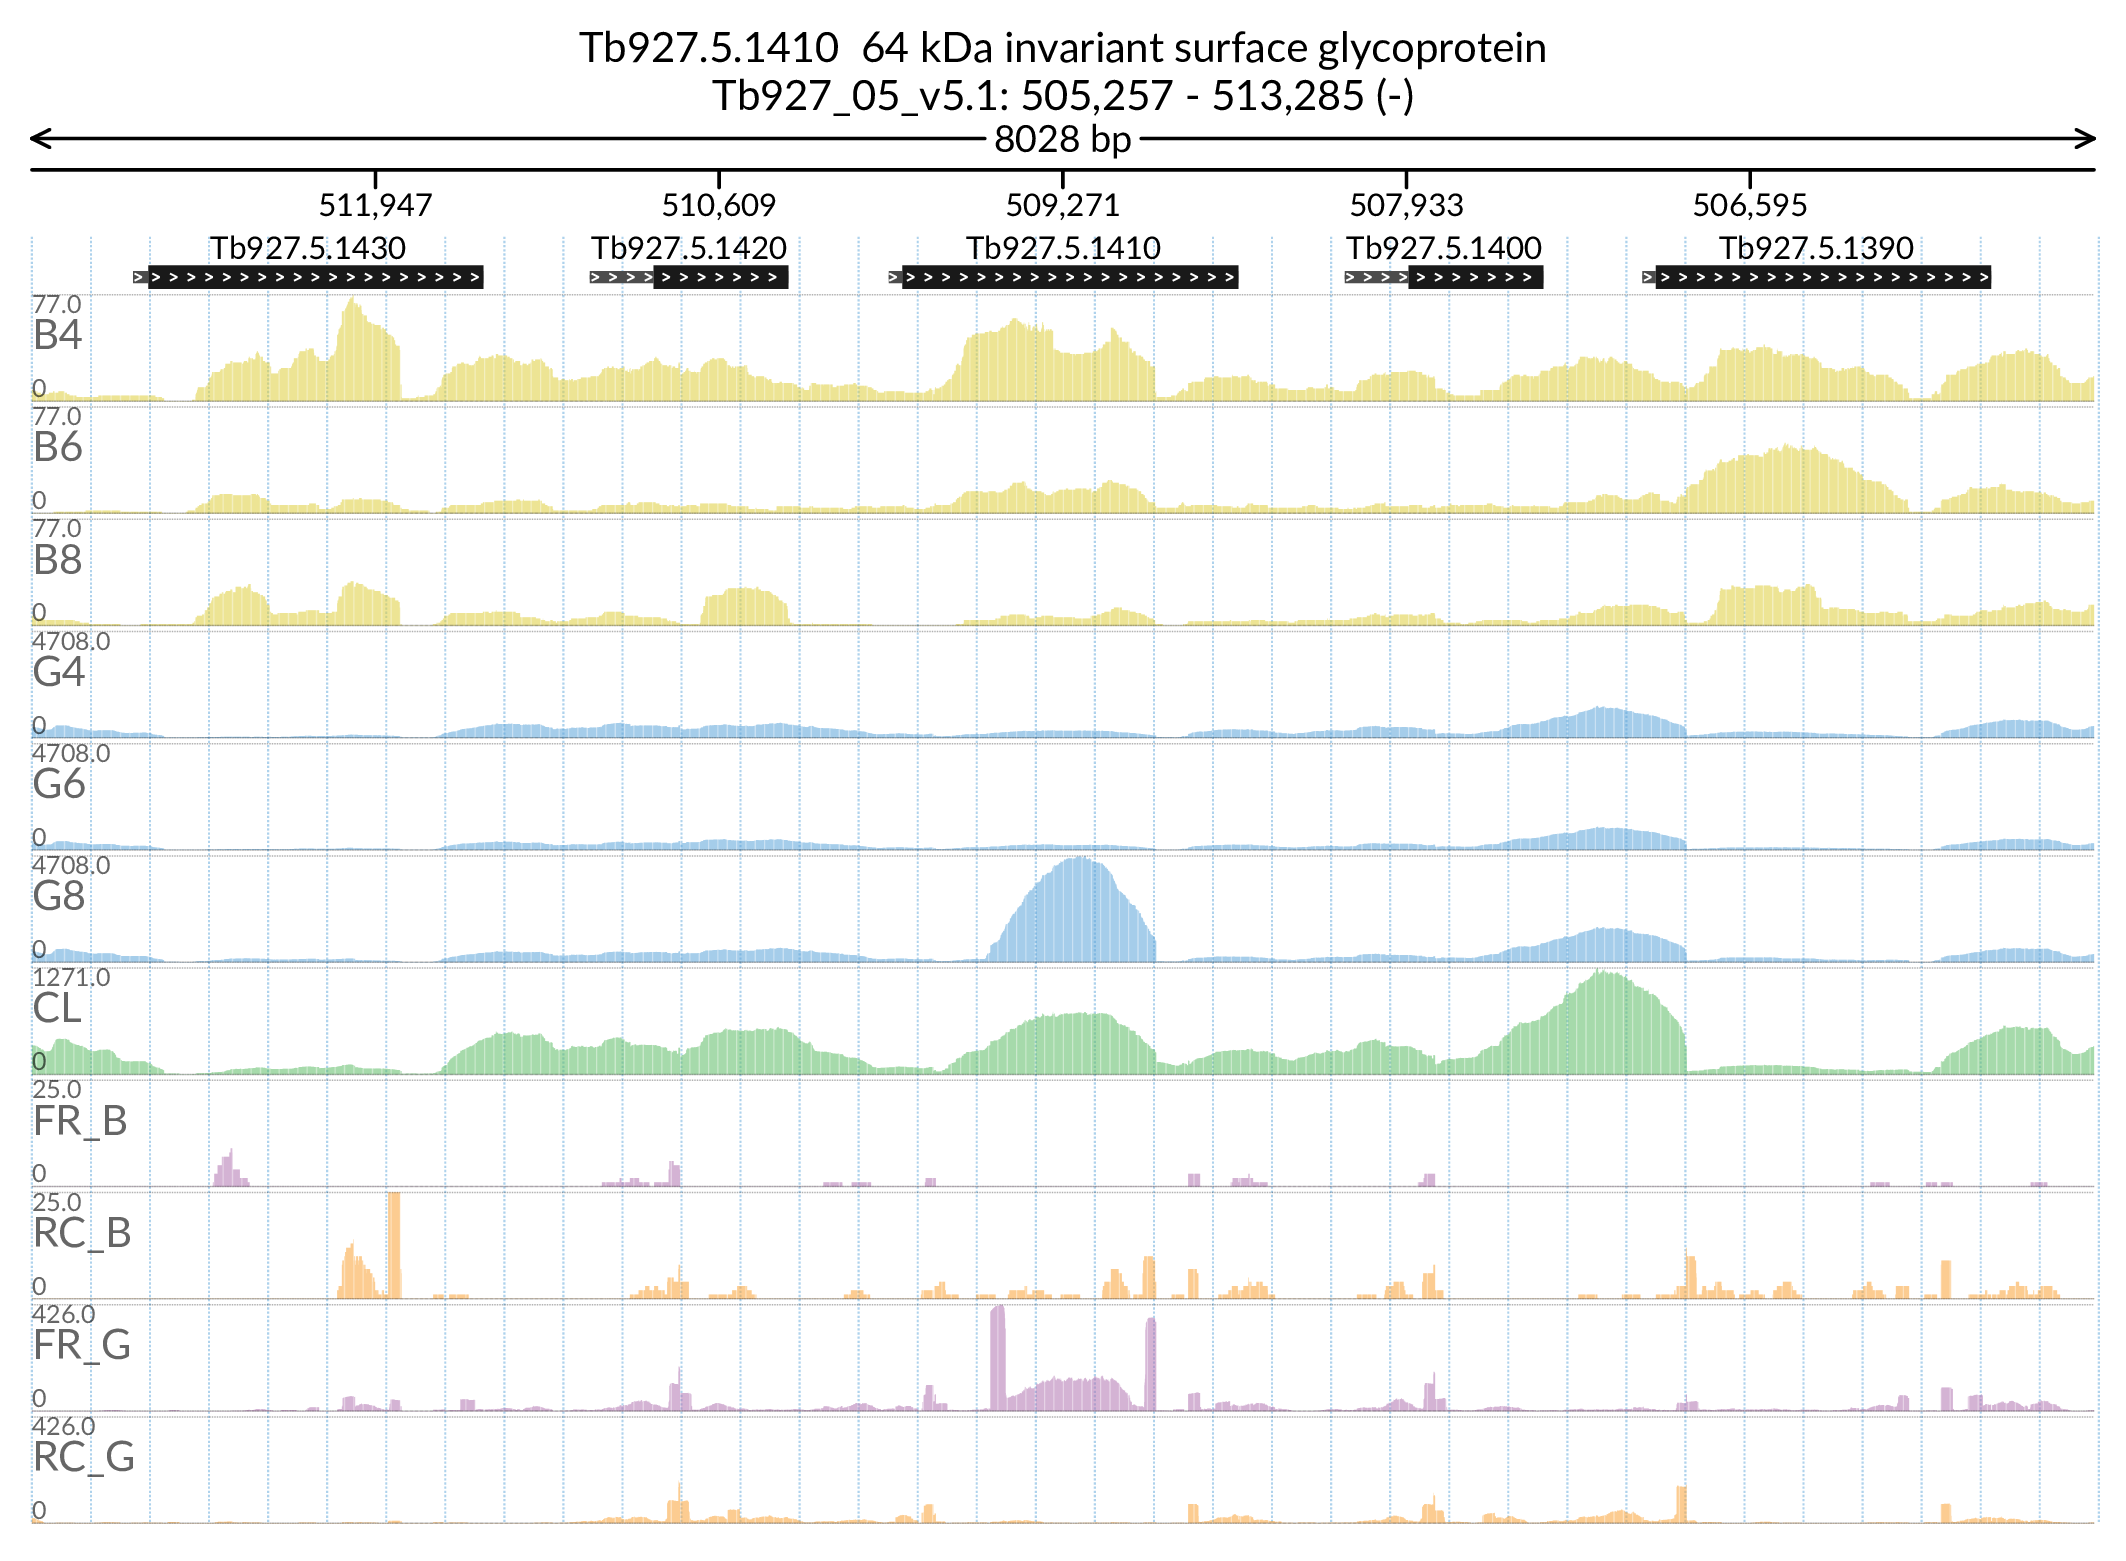 Tb927.5.1410  64 kDa invariant surface glycoprotein
Tb927_05_v5.1: 505,257 - 513,285 (-)
8028 bp
511,947 510,609 509,271 507,933 506,595
Tb927.5.1430 Tb927.5.1420 Tb927.5.1410 Tb927.5.1400 Tb927.5.1390
77.0
B4
0
77.0
B6
0
77.0
B8
0
4708.0
G4
0
4708.0
G6
0
4708.0
G8
0
1271.0
CL
0
25.0
FR_B
0
25.0
RC_B
0
426.0
FR_G
0
426.0
RC_G
0